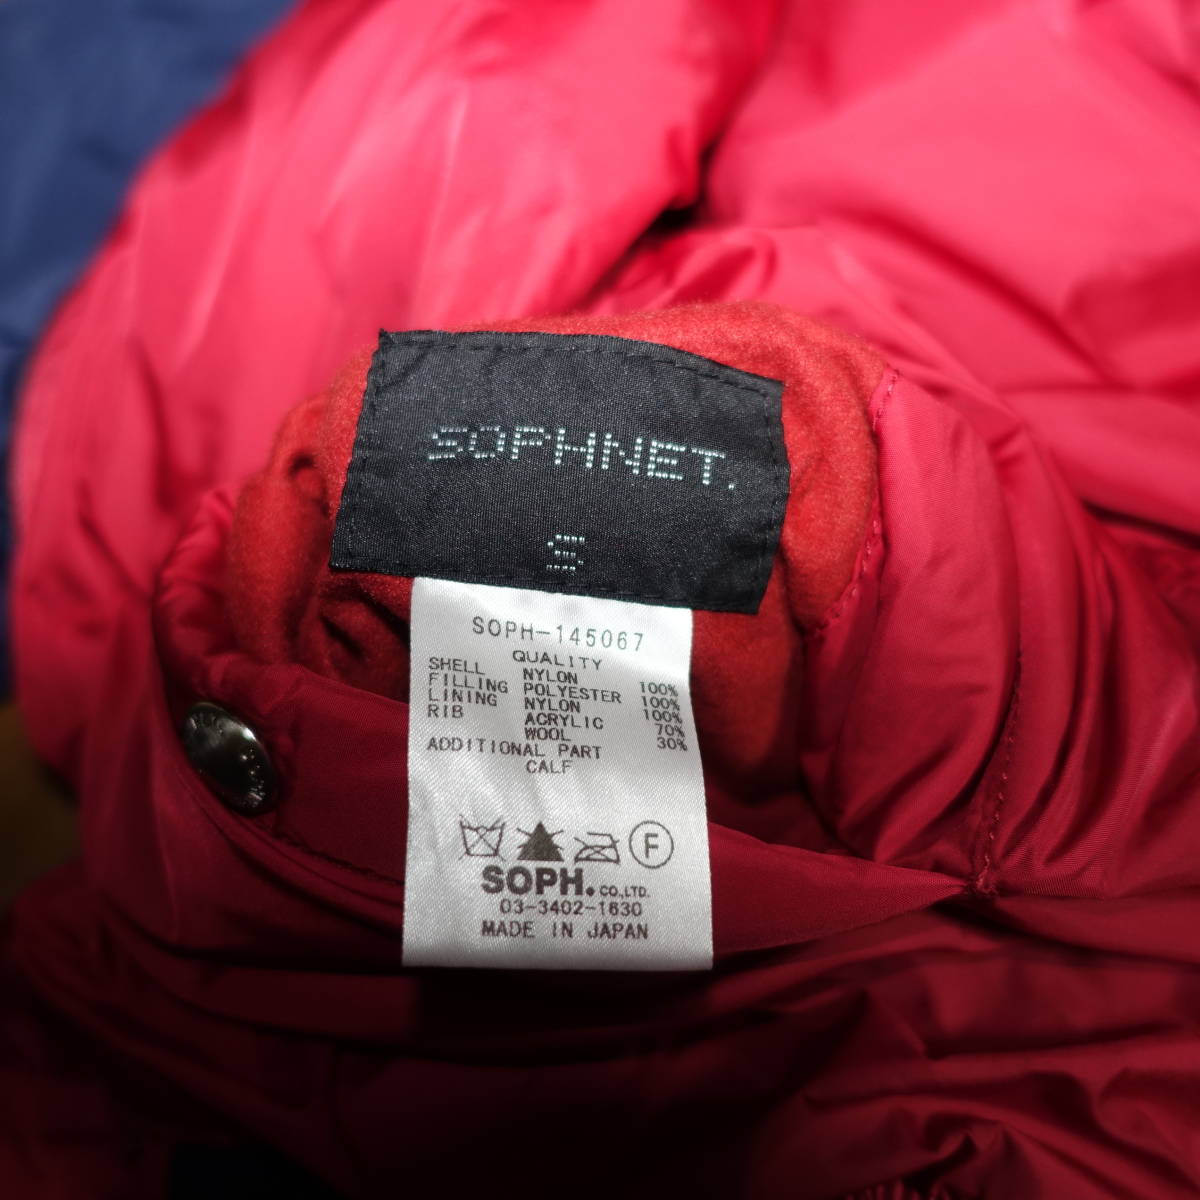 SOPHNET.
S
SOPH-145067
QUALITY
SHELL NYLON 100%
FILLING POLYESTER 100%
LINING NYLON 100%
RIB ACRYLIC 70%
WOOL 30%
ADDITIONAL PART
CALF
F
SOPH. CO.,LTD.
03-3402-1630
MADE IN JAPAN